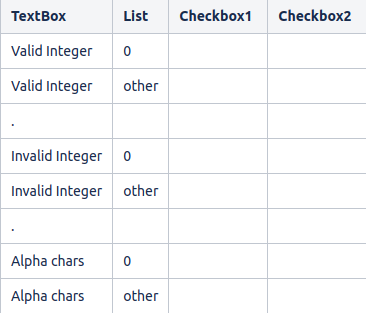 TextBox List Checkbox1 Checkbox2
Valid Integer 0
Valid Integer other
.
Invalid Integer 0
Invalid Integer other
.
Alpha chars 0
Alpha chars other